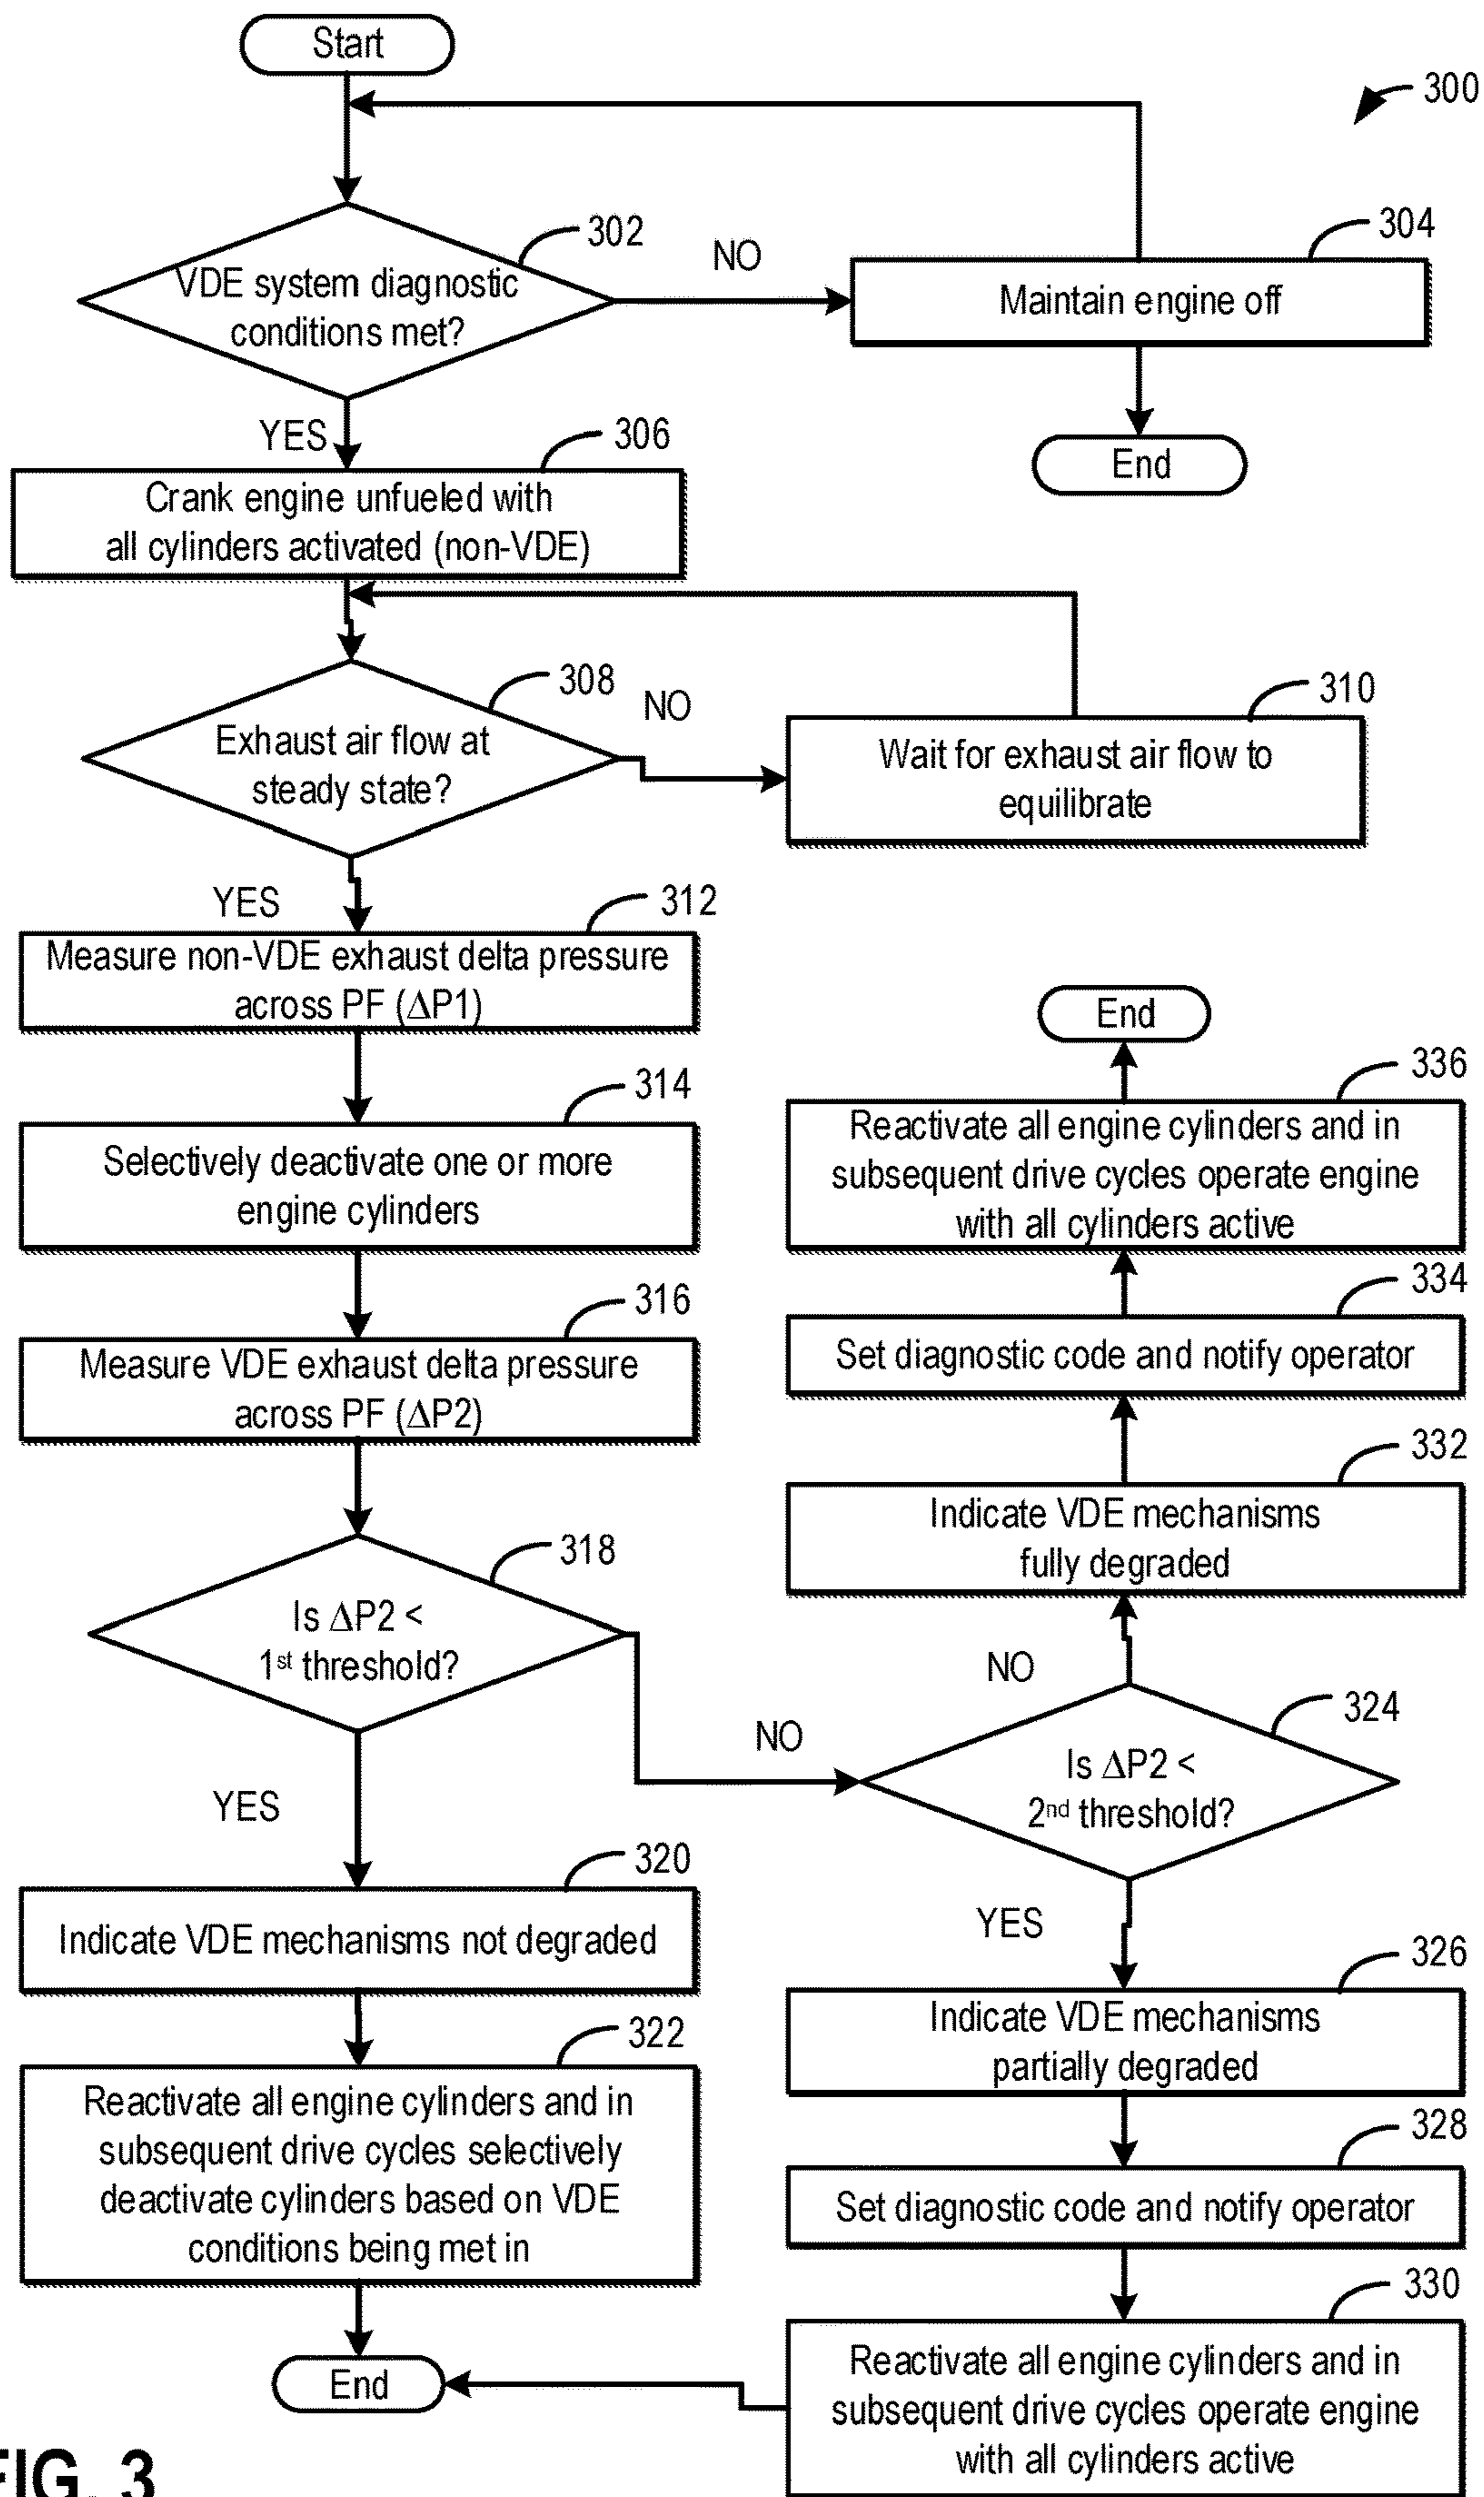 Start
300
302
VDE system diagnostic
conditions met?
NO
304
Maintain engine off
End
YES
306
Crank engine unfueled with
all cylinders activated (non-VDE)
308
Exhaust air flow at
steady state?
NO
310
Wait for exhaust air flow to
equilibrate
YES
312
Measure non-VDE exhaust delta pressure
across PF (ΔP1)
314
Selectively deactivate one or more
engine cylinders
316
Measure VDE exhaust delta pressure
across PF (ΔP2)
318
Is ΔP2 <
1st threshold?
NO
YES
320
Indicate VDE mechanisms not degraded
322
Reactivate all engine cylinders and in
subsequent drive cycles selectively
deactivate cylinders based on VDE
conditions being met in
End
End
336
Reactivate all engine cylinders and in
subsequent drive cycles operate engine
with all cylinders active
334
Set diagnostic code and notify operator
332
Indicate VDE mechanisms
fully degraded
NO
324
Is ΔP2 <
2nd threshold?
YES
326
Indicate VDE mechanisms
partially degraded
328
Set diagnostic code and notify operator
330
Reactivate all engine cylinders and in
subsequent drive cycles operate engine
with all cylinders active
FIG. 3